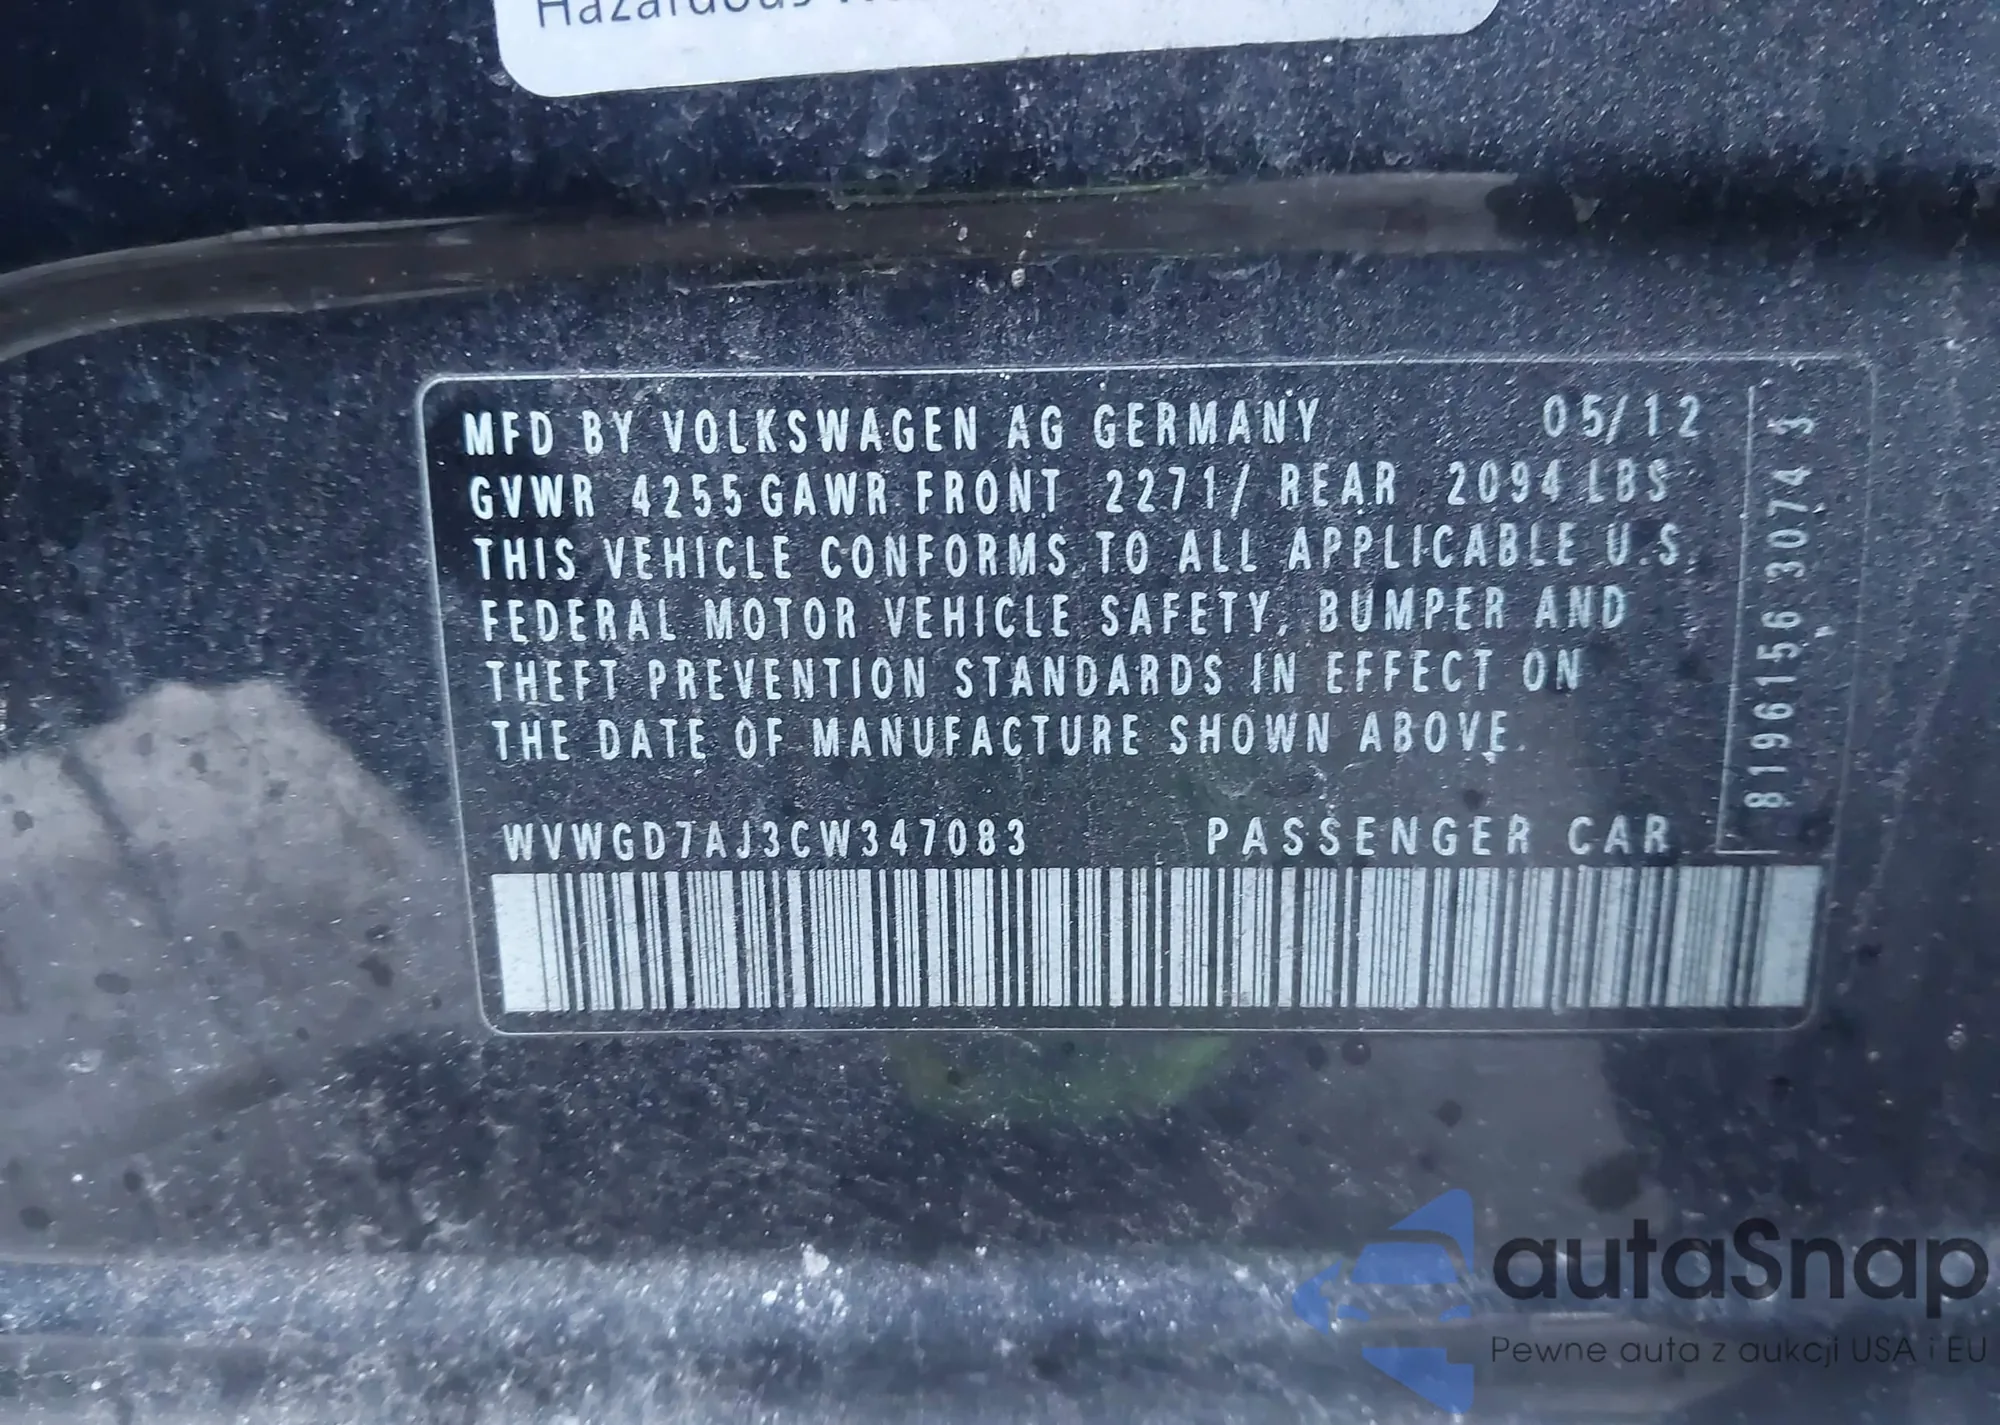 Hazardous
MFD BY VOLKSWAGEN AG GERMANY 05/12
GVWR 4255 GAWR FRONT 2271/ REAR 2094 LBS
THIS VEHICLE CONFORMS TO ALL APPLICABLE U.S.
FEDERAL MOTOR VEHICLE SAFETY, BUMPER AND
THEFT PREVENTION STANDARDS IN EFFECT ON
THE DATE OF MANUFACTURE SHOWN ABOVE.
WVWGD7AJ3CW347083 PASSENGER CAR
8196156 3074 3
autaSnap
Pewne auta z aukcji USA i EU